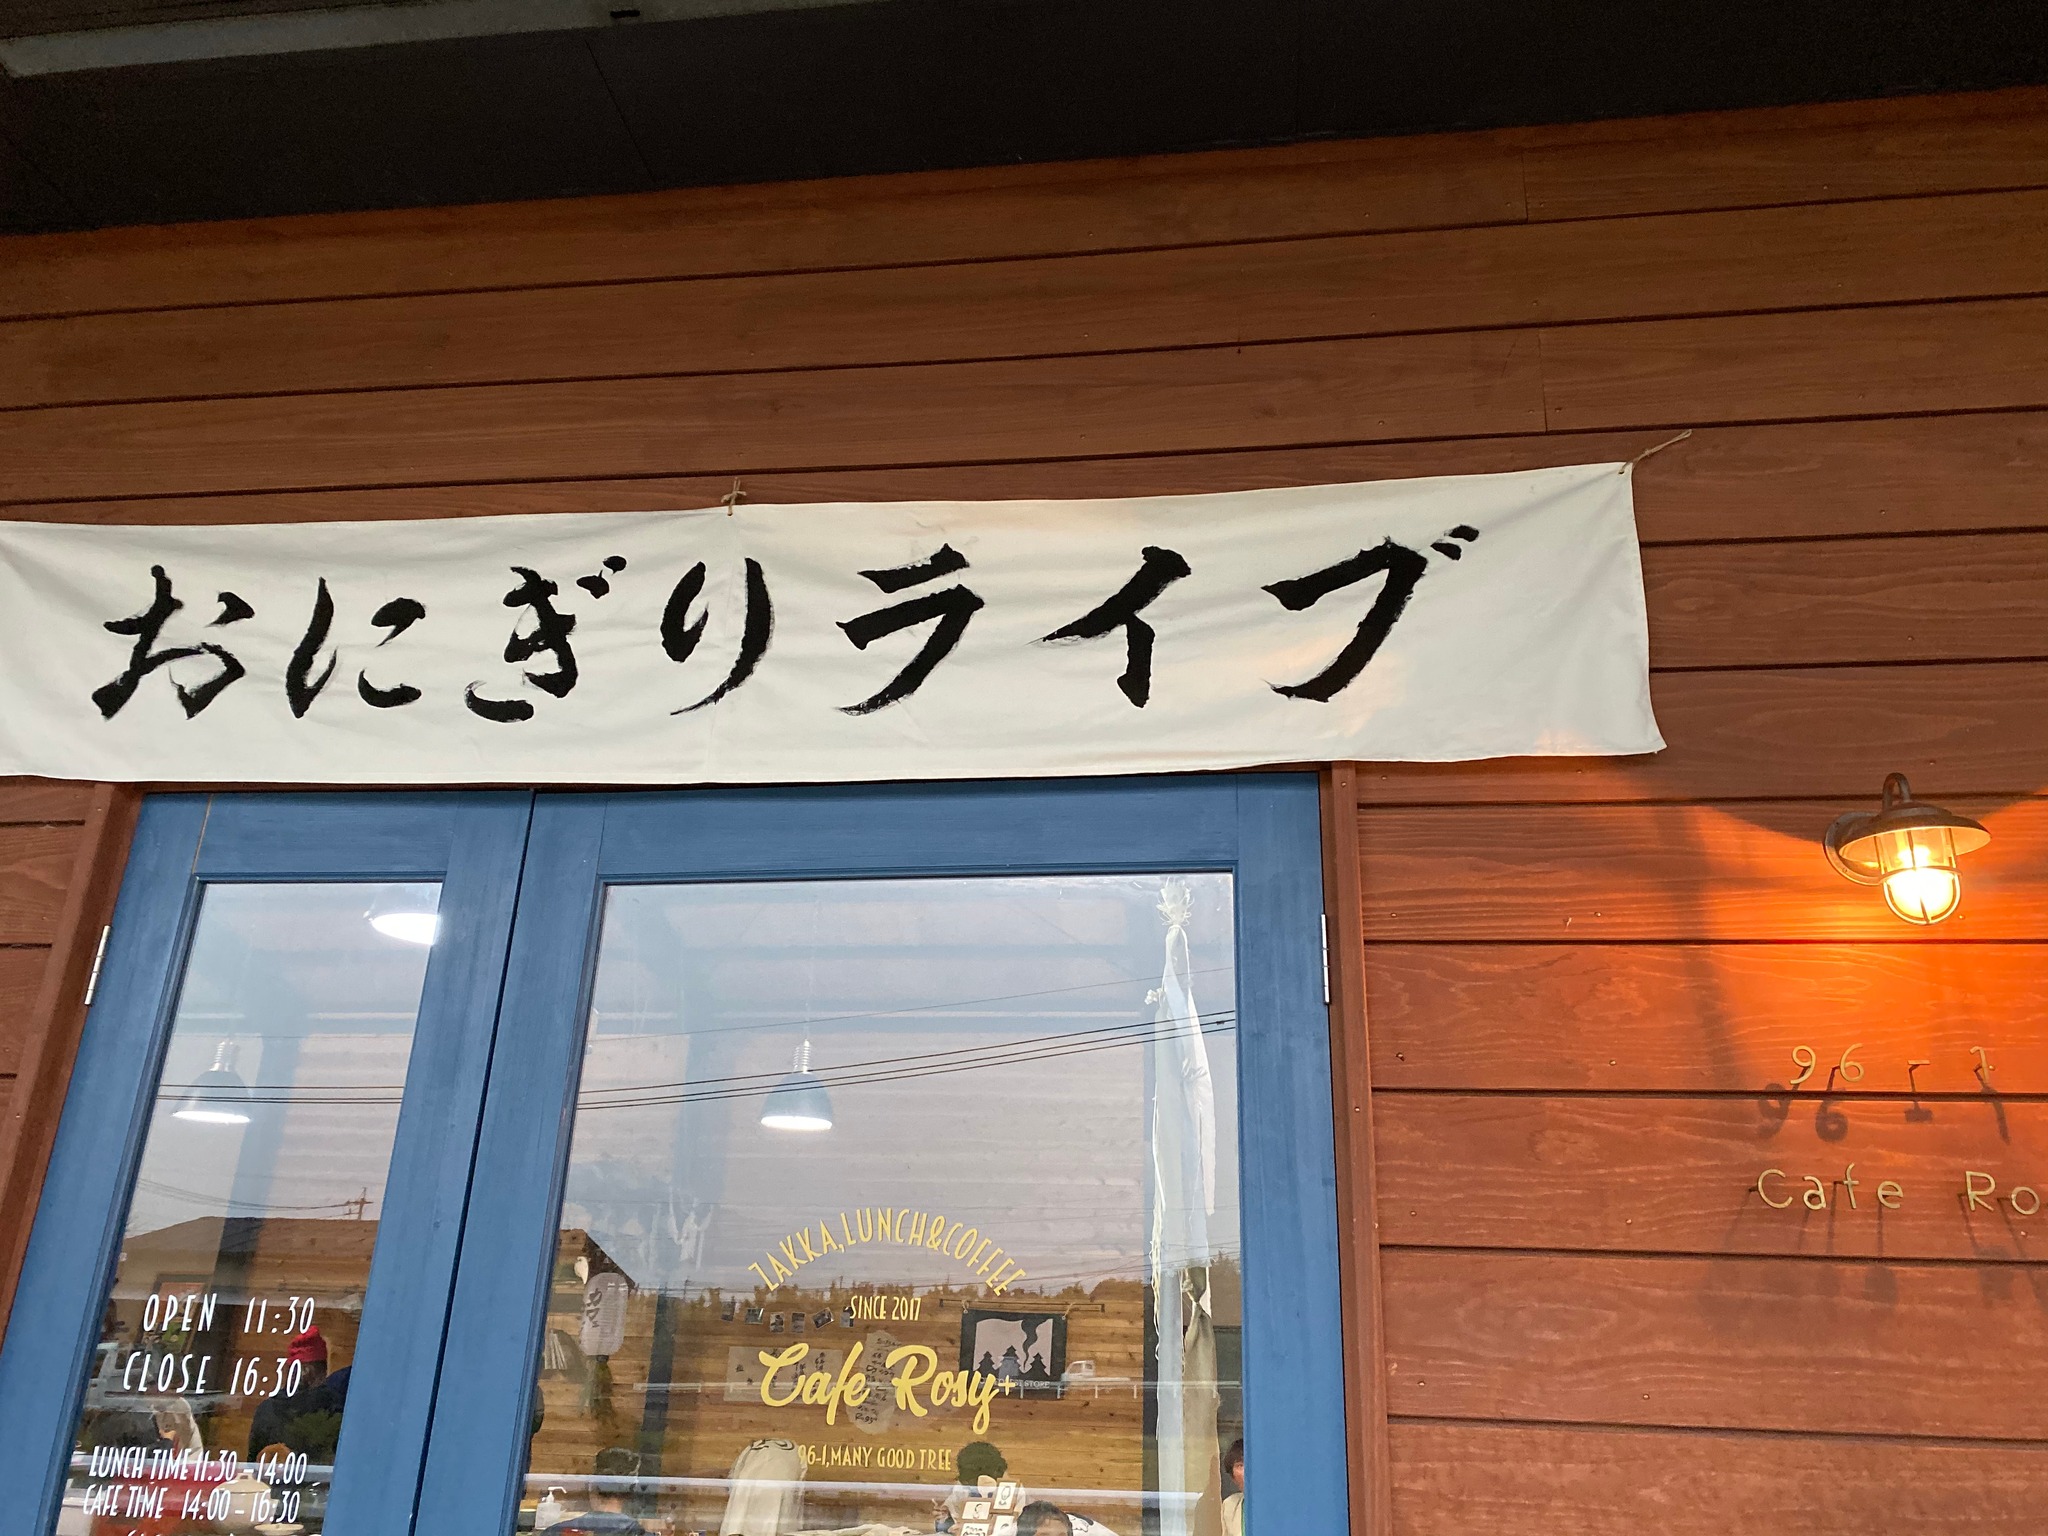 おにぎりライブ
96-1
Cafe Ro
OPEN 11:30
CLOSE 16:30
LUNCH TIME 11:30-14:00
CAFE TIME 14:00-16:30
ZAKKA, LUNCH&COFFEE
SINCE 2017
Cafe Rosy+
96-1, MANY GOOD TREE